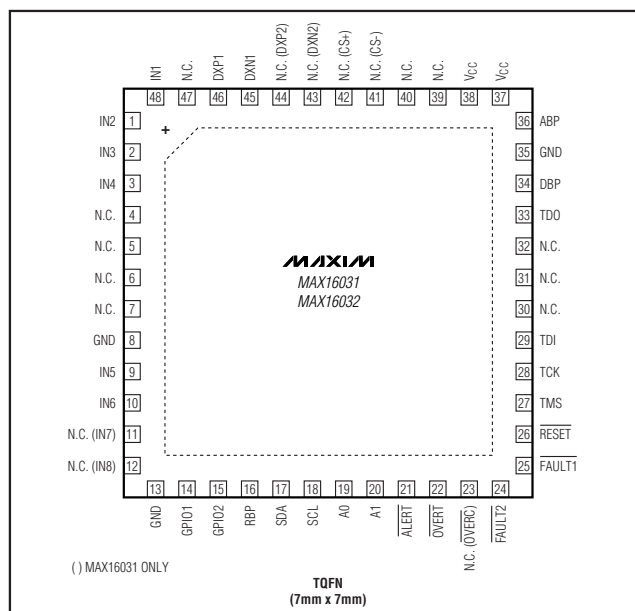 IN1 N.C. DXP1 DXN1 N.C. (DXP2) N.C. (DXN2) N.C. (CS+) N.C. (CS-) N.C. N.C. VCC VCC
48 47 46 45 44 43 42 41 40 39 38 37
IN2 1 36 ABP
+
IN3 2 35 GND
IN4 3 34 DBP
N.C. 4 33 TDO
N.C. 5 32 N.C.
MAXIM
N.C. 6 31 N.C.
MAX16031
MAX16032
N.C. 7 30 N.C.
GND 8 29 TDI
IN5 9 28 TCK
IN6 10 27 TMS
N.C. (IN7) 11 26 RESET
N.C. (IN8) 12 25 FAULT1
13 14 15 16 17 18 19 20 21 22 23 24
GND GPIO1 GPIO2 RBP SDA SCL A0 A1 ALERT OVERT N.C. (OVERC) FAULT2
( ) MAX16031 ONLY
TQFN
(7mm x 7mm)